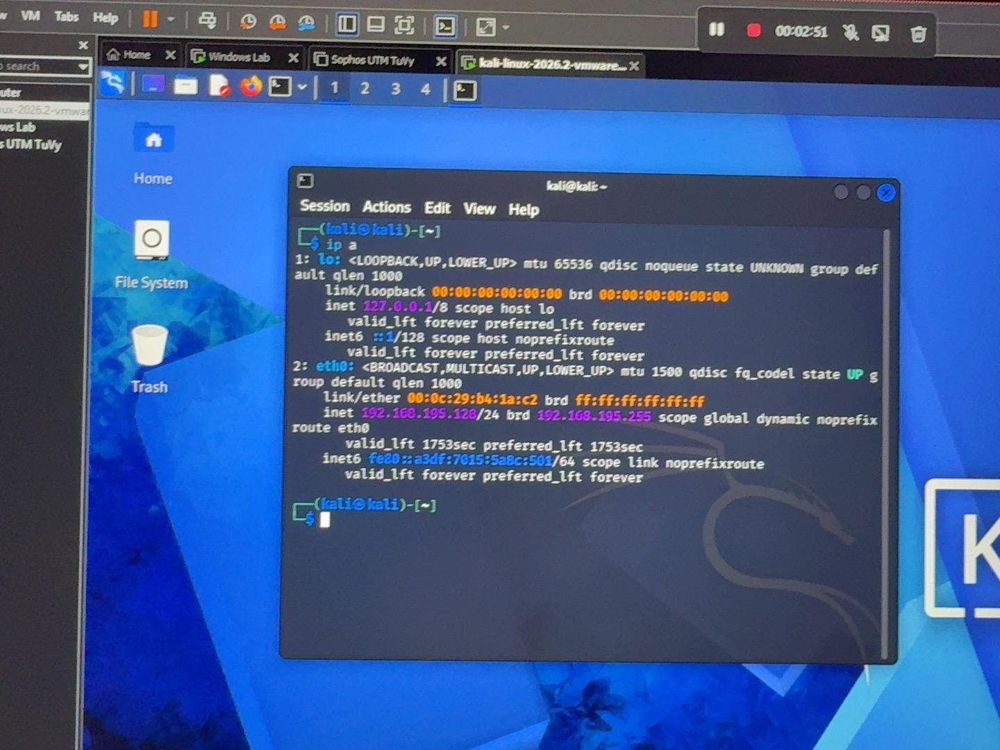 VM Tabs Help
00:02:51
search
Home
Windows Lab
Sophos UTM TuVy
kali-linux-2026.2-vmware...
1 2 3 4
uter
ux-2026.2-vmwar
ws Lab
s UTM TuVy
Home
File System
Trash
kali@kali: ~
Session Actions Edit View Help
(kali㉿kali)-[~]
$ ip a
1: lo: <LOOPBACK,UP,LOWER_UP> mtu 65536 qdisc noqueue state UNKNOWN group def
ault qlen 1000
link/loopback 00:00:00:00:00:00 brd 00:00:00:00:00:00
inet 127.0.0.1/8 scope host lo
valid_lft forever preferred_lft forever
inet6 ::1/128 scope host noprefixroute
valid_lft forever preferred_lft forever
2: eth0: <BROADCAST,MULTICAST,UP,LOWER_UP> mtu 1500 qdisc fq_codel state UP g
roup default qlen 1000
link/ether 00:0c:29:b4:1a:c2 brd ff:ff:ff:ff:ff:ff
inet 192.168.195.128/24 brd 192.168.195.255 scope global dynamic noprefix
route eth0
valid_lft 1753sec preferred_lft 1753sec
inet6 fe80::a3df:7015:5a8c:501/64 scope link noprefixroute
valid_lft forever preferred_lft forever
(kali㉿kali)-[~]
$
K